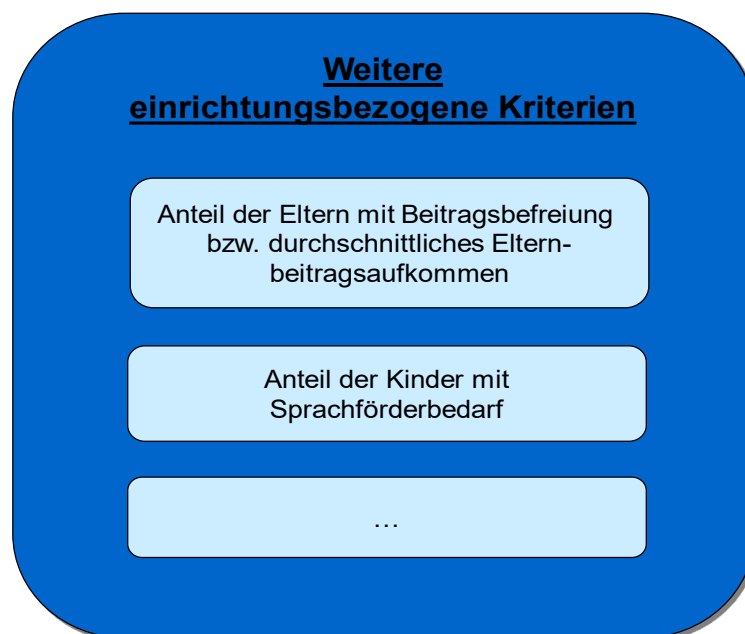 Weitere
einrichtungsbezogene Kriterien
Anteil der Eltern mit Beitragsbefreiung
bzw. durchschnittliches Eltern-
beitragsaufkommen
Anteil der Kinder mit
Sprachförderbedarf
…